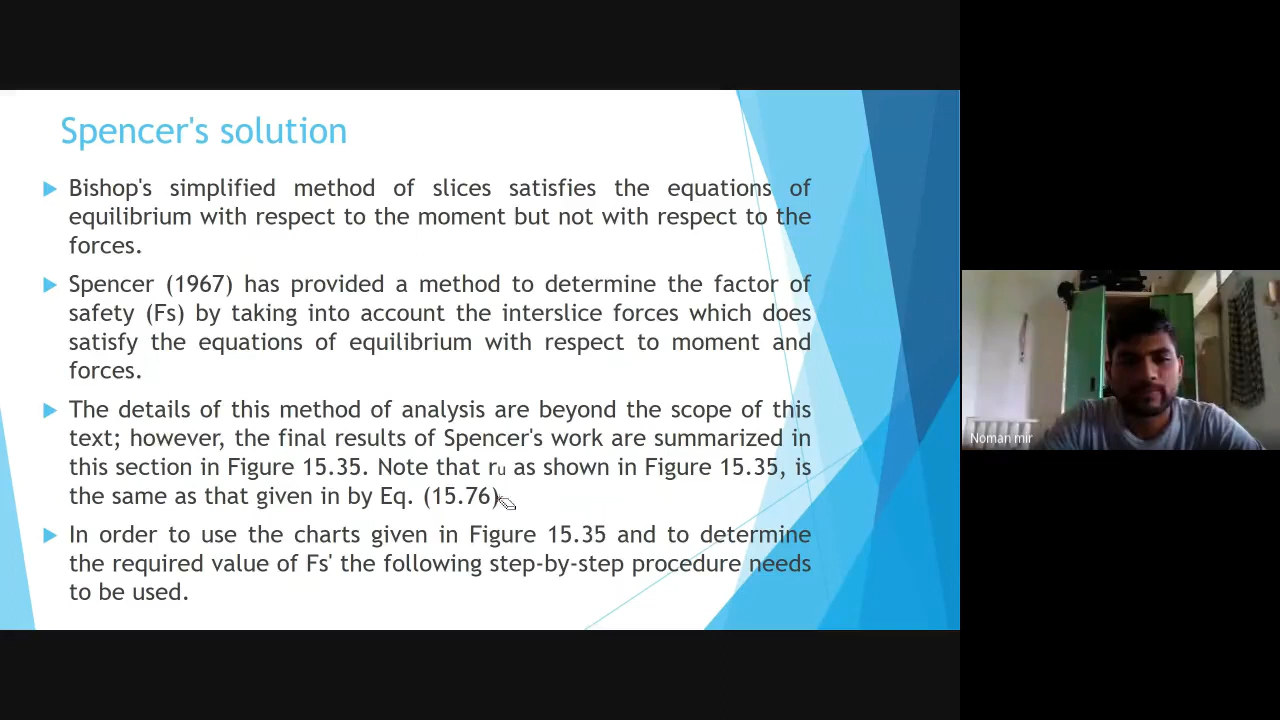 Spencer's solution
Bishop's simplified method of slices satisfies the equations of
equilibrium with respect to the moment but not with respect to the
forces.
Spencer (1967) has provided a method to determine the factor of
safety (Fs) by taking into account the interslice forces which does
satisfy the equations of equilibrium with respect to moment and
forces.
The details of this method of analysis are beyond the scope of this
text; however, the final results of Spencer's work are summarized in
this section in Figure 15.35. Note that ru as shown in Figure 15.35, is
the same as that given in by Eq. (15.76)
In order to use the charts given in Figure 15.35 and to determine
the required value of Fs' the following step-by-step procedure needs
to be used.
Noman mir